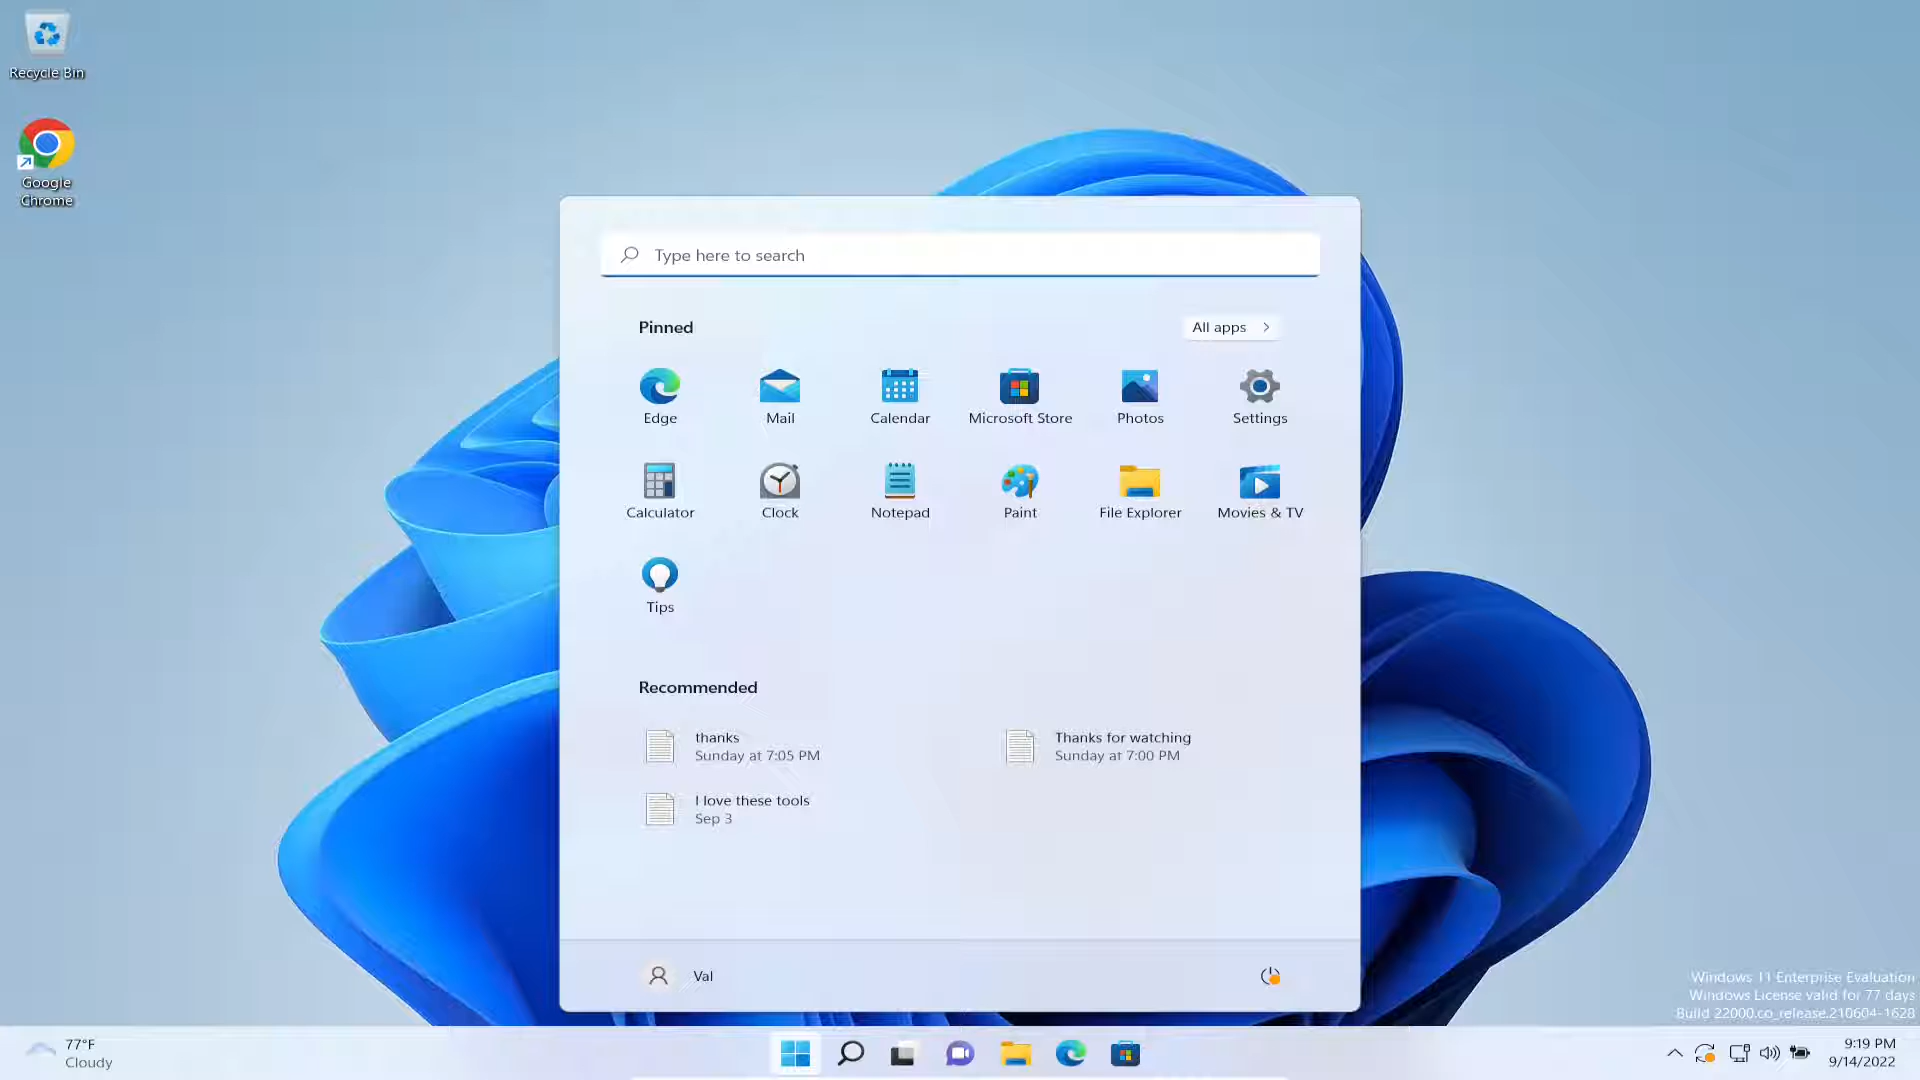 Recycle Bin
Google
Chrome
Type here to search
Pinned
All apps
Edge
Mail
Calendar
Microsoft Store
Photos
Settings
Calculator
Clock
Notepad
Paint
File Explorer
Movies & TV
Tips
Recommended
thanks
Sunday at 7:05 PM
Thanks for watching
Sunday at 7:00 PM
I love these tools
Sep 3
Val
Windows 11 Enterprise Evaluation
Windows License valid for 77 days
Build 22000.co_release.210604-1628
77°F
Cloudy
9:19 PM
9/14/2022